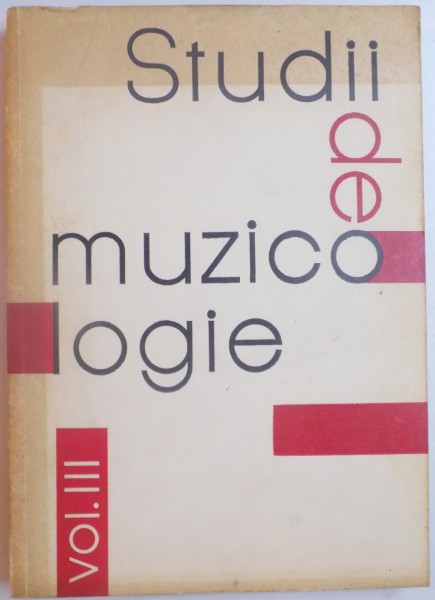 Studii
de
muzico
logie
vol. III